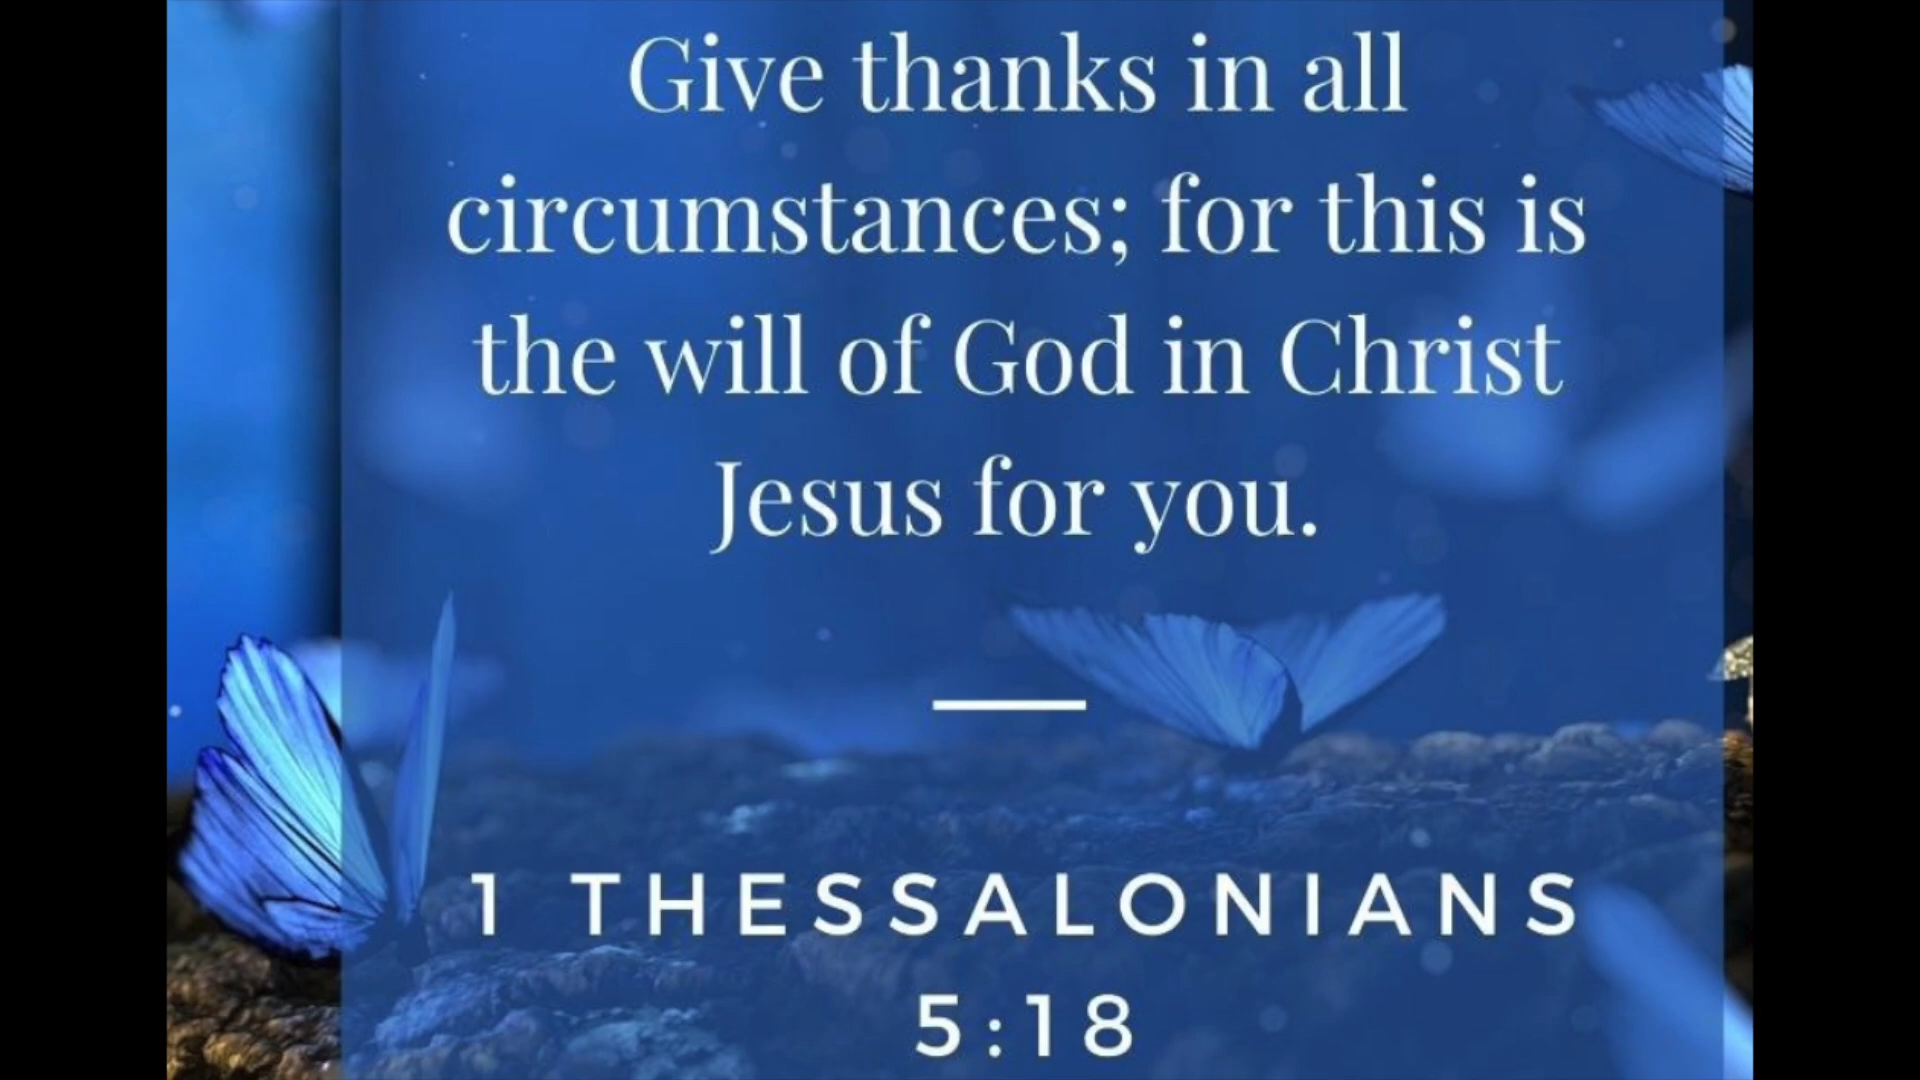 Give thanks in all
circumstances; for this is
the will of God in Christ
Jesus for you.
1 THESSALONIANS
5:18